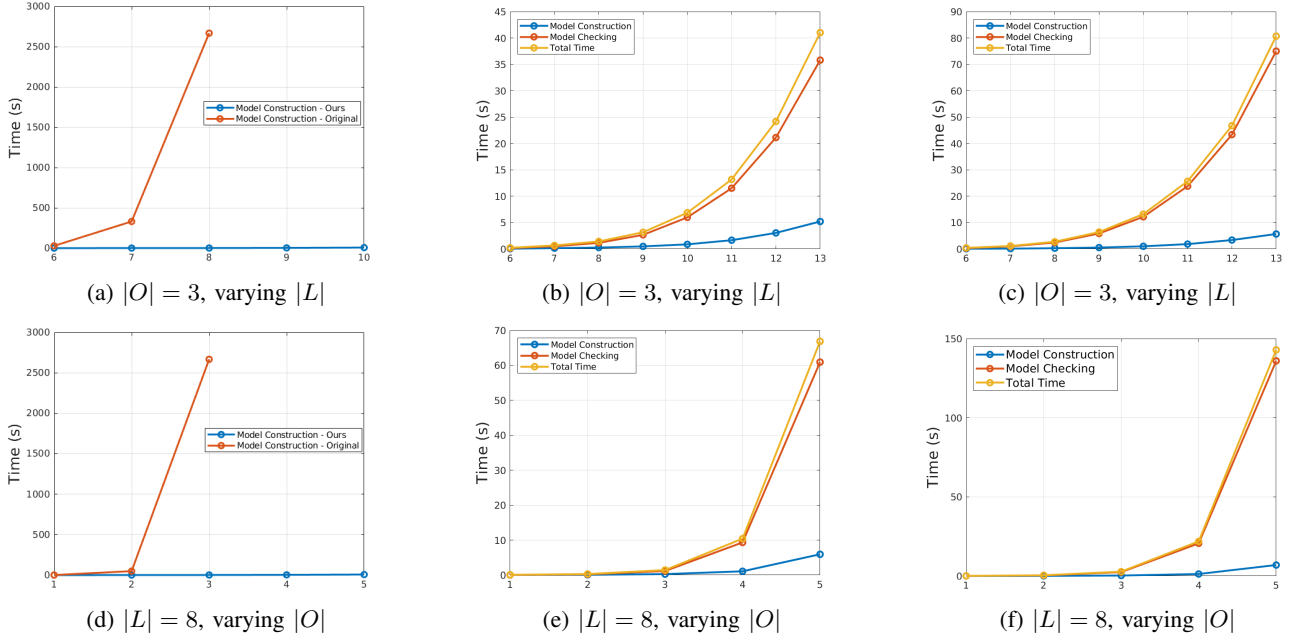 3000
2500
2000
1500
1000
500
0
Time (s)
Model Construction - Ours
Model Construction - Original
6 7 8 9 10
(a) |O| = 3, varying |L|
45
40
35
30
25
20
15
10
5
0
Time (s)
Model Construction
Model Checking
Total Time
6 7 8 9 10 11 12 13
(b) |O| = 3, varying |L|
90
80
70
60
50
40
30
20
10
0
Time (s)
Model Construction
Model Checking
Total Time
6 7 8 9 10 11 12 13
(c) |O| = 3, varying |L|
3000
2500
2000
1500
1000
500
0
Time (s)
Model Construction - Ours
Model Construction - Original
1 2 3 4 5
(d) |L| = 8, varying |O|
70
60
50
40
30
20
10
0
Time (s)
Model Construction
Model Checking
Total Time
1 2 3 4 5
(e) |L| = 8, varying |O|
150
100
50
0
Time (s)
Model Construction
Model Checking
Total Time
1 2 3 4 5
(f) |L| = 8, varying |O|